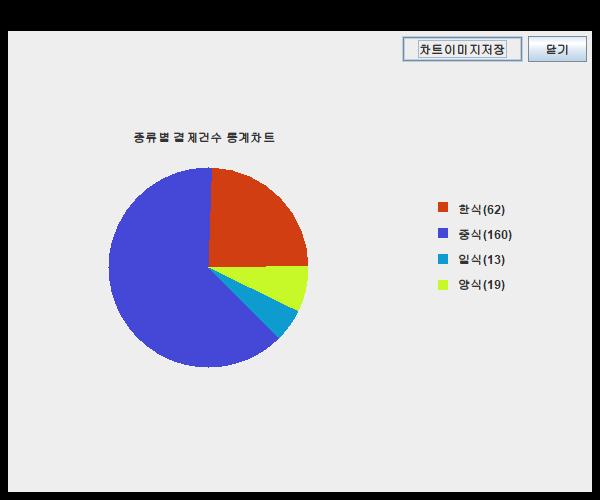 차트이미지저장
닫기
종류별 결제건수 통계차트
한식(62)
중식(160)
일식(13)
양식(19)